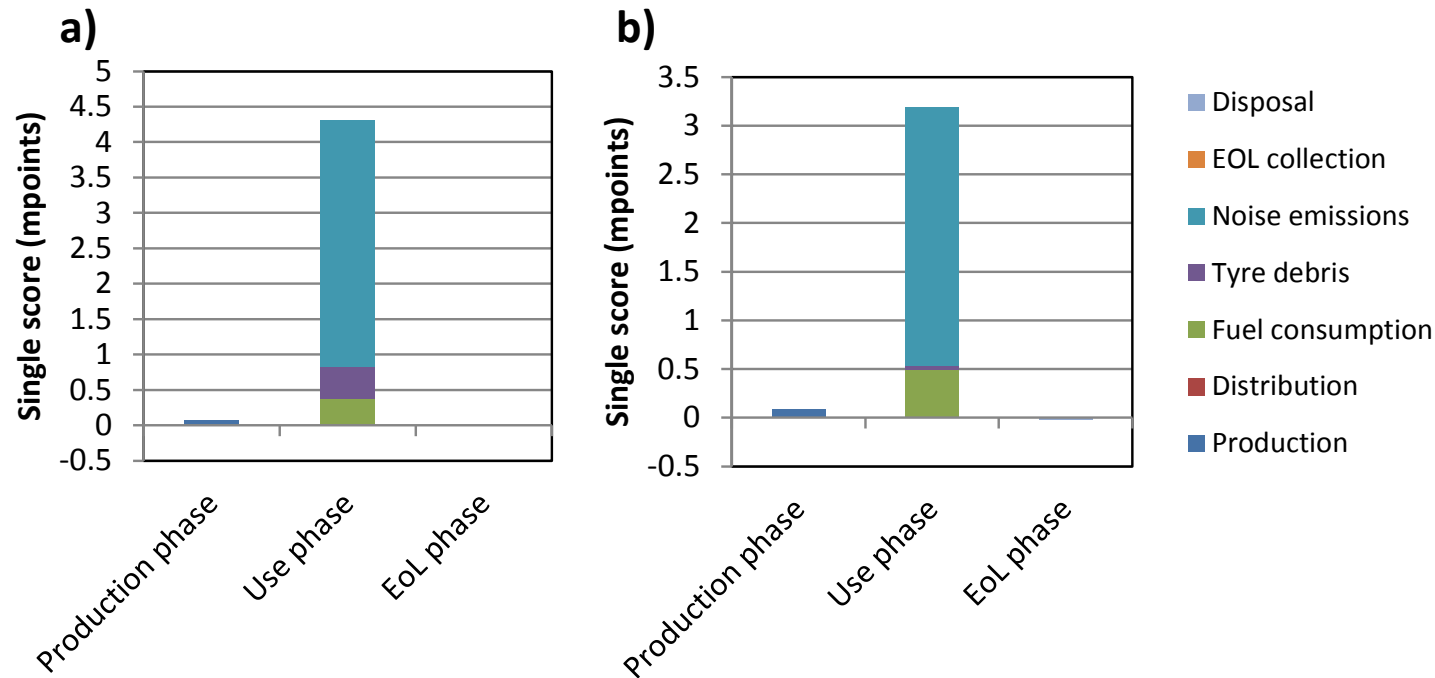 a)
Single score (mpoints)
5
4.5
4
3.5
3
2.5
2
1.5
1
0.5
0
-0.5
Production phase
Use phase
EoL phase
b)
Single score (mpoints)
3.5
3
2.5
2
1.5
1
0.5
0
-0.5
Production phase
Use phase
EoL phase
Disposal
EOL collection
Noise emissions
Tyre debris
Fuel consumption
Distribution
Production